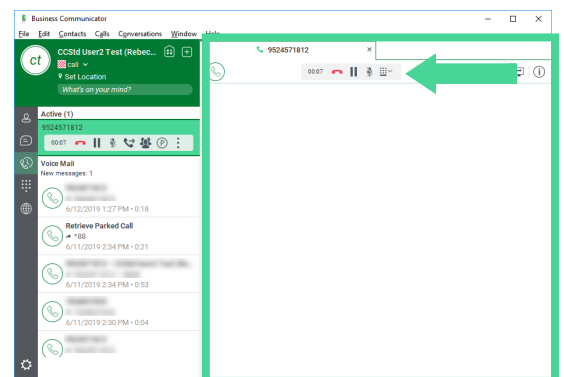 Business Communicator
File Edit Contacts Calls Conversations Window Help
ct
CCStd User2 Test (Rebec...
call
Set Location
What's on your mind?
9524571812
00:07
Active (1)
9524571812
00:07
P
Voice Mail
New messages: 1
6/12/2019 1:27 PM • 0:18
Retrieve Parked Call
*88
6/11/2019 2:34 PM • 0:21
6/11/2019 2:34 PM • 0:53
6/11/2019 2:30 PM • 0:04